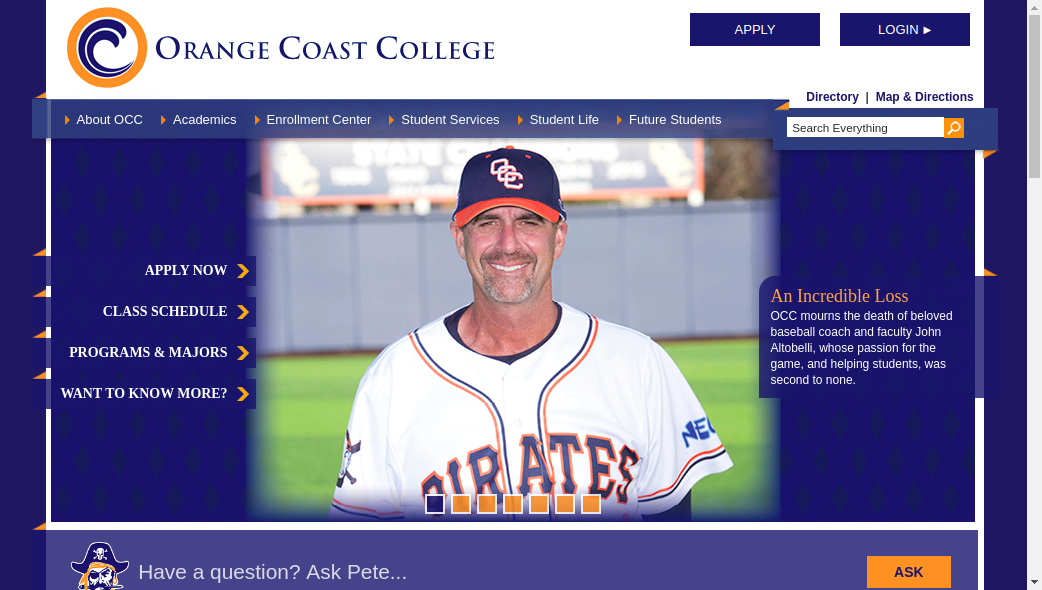 ORANGE COAST COLLEGE
APPLY
LOGIN ►
Directory | Map & Directions
About OCC
Academics
Enrollment Center
Student Services
Student Life
Future Students
Search Everything
OCC
APPLY NOW
CLASS SCHEDULE
PROGRAMS & MAJORS
WANT TO KNOW MORE?
An Incredible Loss
OCC mourns the death of beloved
baseball coach and faculty John
Altobelli, whose passion for the
game, and helping students, was
second to none.
PIRATES
Have a question? Ask Pete...
ASK